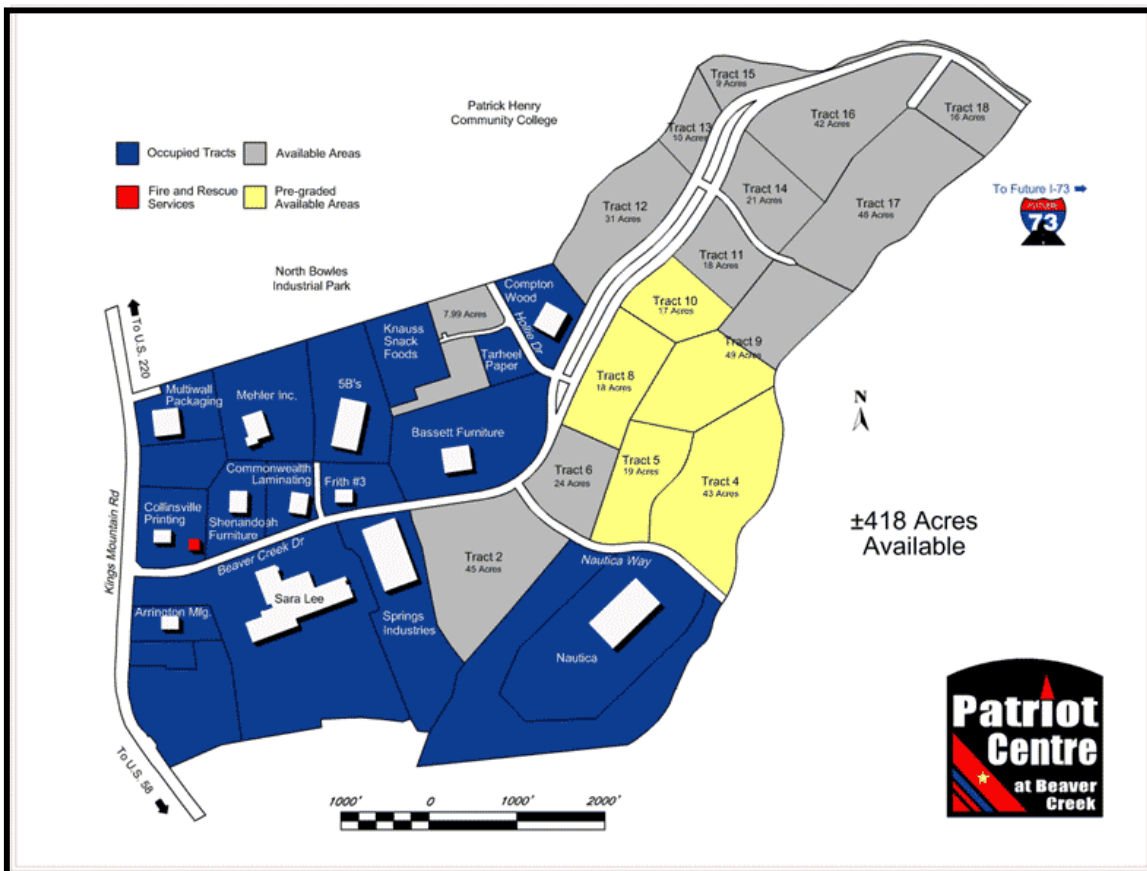 Patrick Henry
Community College
Occupied Tracts
Available Areas
Fire and Rescue
Services
Pre-graded
Available Areas
North Bowles
Industrial Park
Tract 15
9 Acres
Tract 13
10 Acres
Tract 16
42 Acres
Tract 18
16 Acres
Tract 12
31 Acres
Tract 14
21 Acres
Tract 17
48 Acres
Tract 11
18 Acres
To Future I-73
FUTURE
73
Compton
Wood
Hollie Dr
7.99 Acres
Knauss
Snack
Foods
Tarheel
Paper
Tract 10
17 Acres
Tract 9
49 Acres
Tract 8
18 Acres
To U.S. 220
Multiwall
Packaging
Mehler Inc.
5B's
Bassett Furniture
N
Commonwealth
Laminating
Frith #3
Tract 6
24 Acres
Tract 5
19 Acres
Tract 4
43 Acres
Collinsville
Printing
Shenandoah
Furniture
Kings Mountain Rd
Beaver Creek Dr
Tract 2
45 Acres
Nautica Way
±418 Acres
Available
Arrington Mfg.
Sara Lee
Springs
Industries
Nautica
To U.S. 58
1000' 0 1000' 2000'
Patriot
Centre
at Beaver
Creek